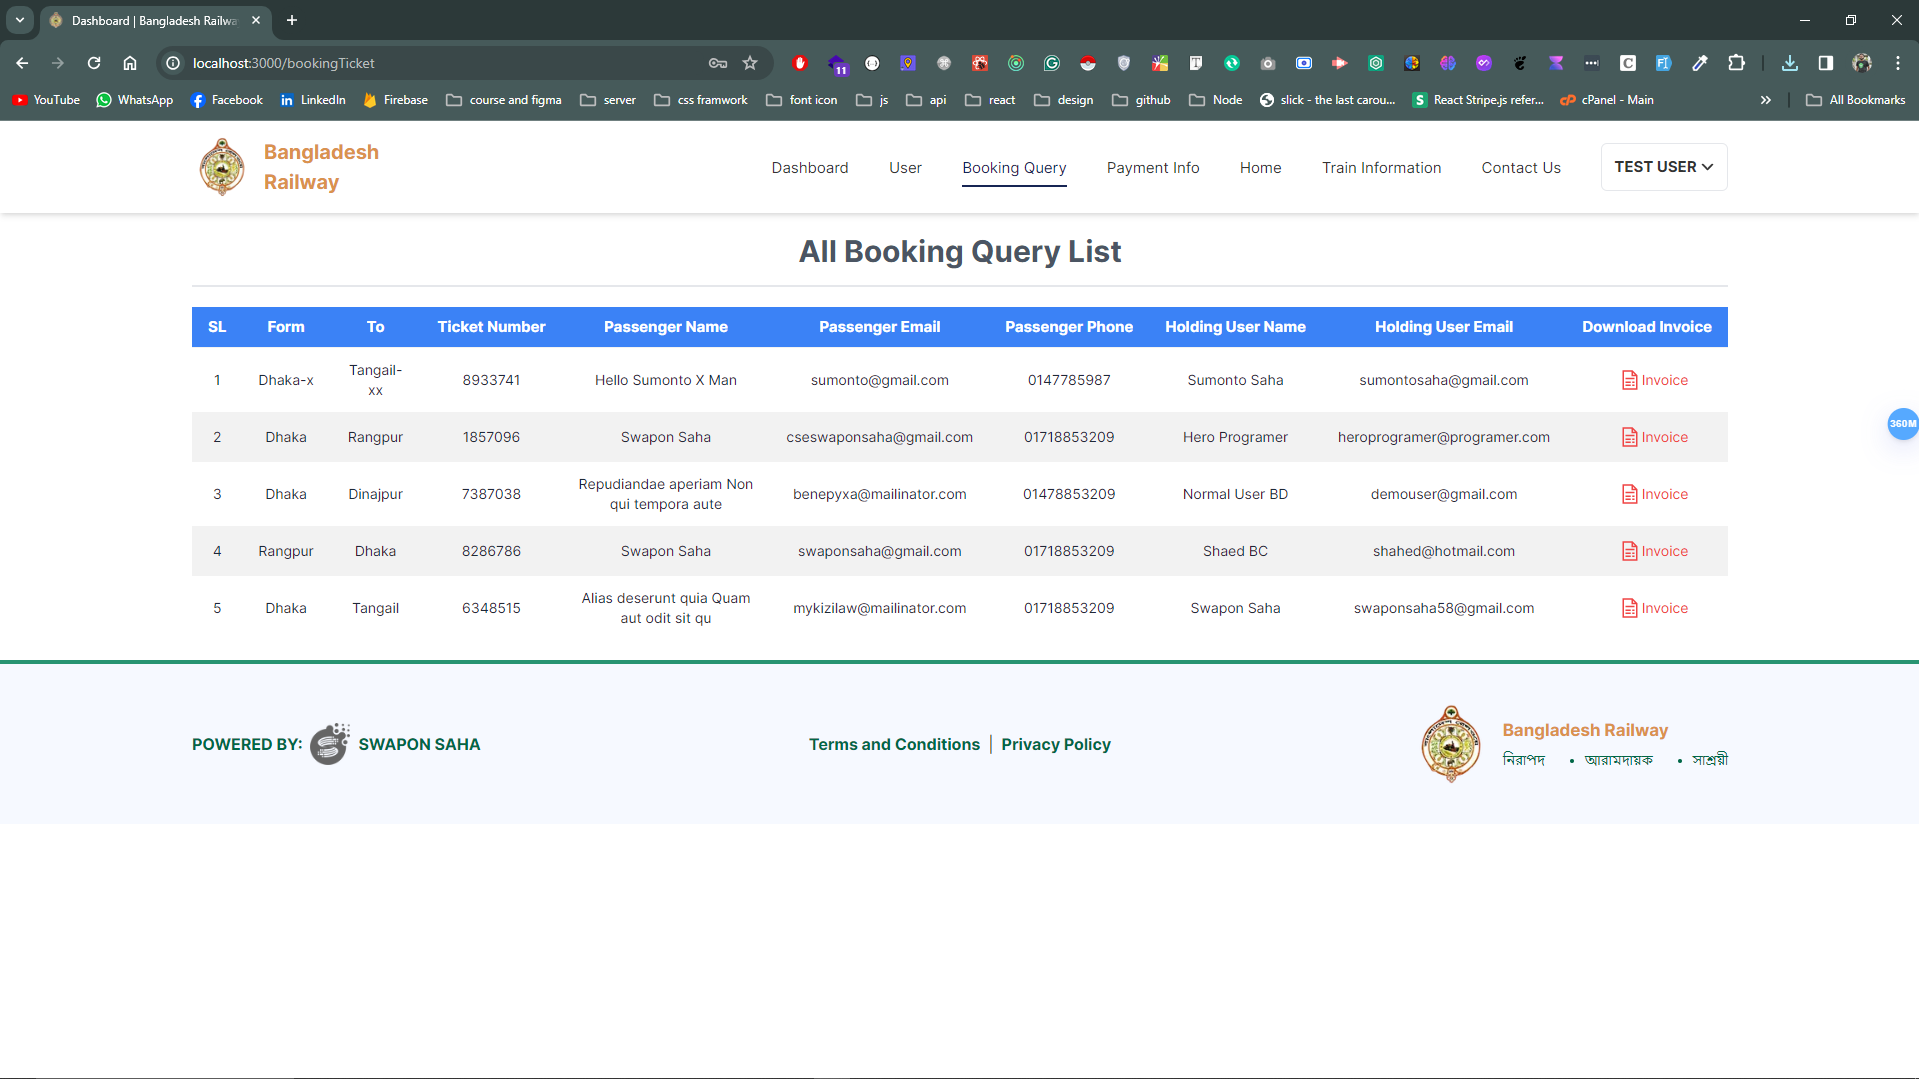 Dashboard | Bangladesh Railwa
localhost:3000/bookingTicket
11
YouTube WhatsApp Facebook LinkedIn Firebase course and figma server css framwork font icon js api react design github Node slick - the last carou... React Stripe.js refer... cPanel - Main All Bookmarks
Bangladesh
Railway
Dashboard User Booking Query Payment Info Home Train Information Contact Us TEST USER
All Booking Query List
SL Form To Ticket Number Passenger Name Passenger Email Passenger Phone Holding User Name Holding User Email Download Invoice
1 Dhaka-x Tangail-xx 8933741 Hello Sumonto X Man sumonto@gmail.com 0147785987 Sumonto Saha sumontosaha@gmail.com Invoice
2 Dhaka Rangpur 1857096 Swapon Saha cseswaponsaha@gmail.com 01718853209 Hero Programer heroprogramer@programer.com Invoice
3 Dhaka Dinajpur 7387038 Repudiandae aperiam Non qui tempora aute benepyxa@mailinator.com 01478853209 Normal User BD demouser@gmail.com Invoice
4 Rangpur Dhaka 8286786 Swapon Saha swaponsaha@gmail.com 01718853209 Shaed BC shahed@hotmail.com Invoice
5 Dhaka Tangail 6348515 Alias deserunt quia Quam aut odit sit qu mykizilaw@mailinator.com 01718853209 Swapon Saha swaponsaha58@gmail.com Invoice
360M
POWERED BY: SWAPON SAHA
Terms and Conditions | Privacy Policy
Bangladesh Railway
নিরাপদ • আরামদায়ক • সাশ্রয়ী